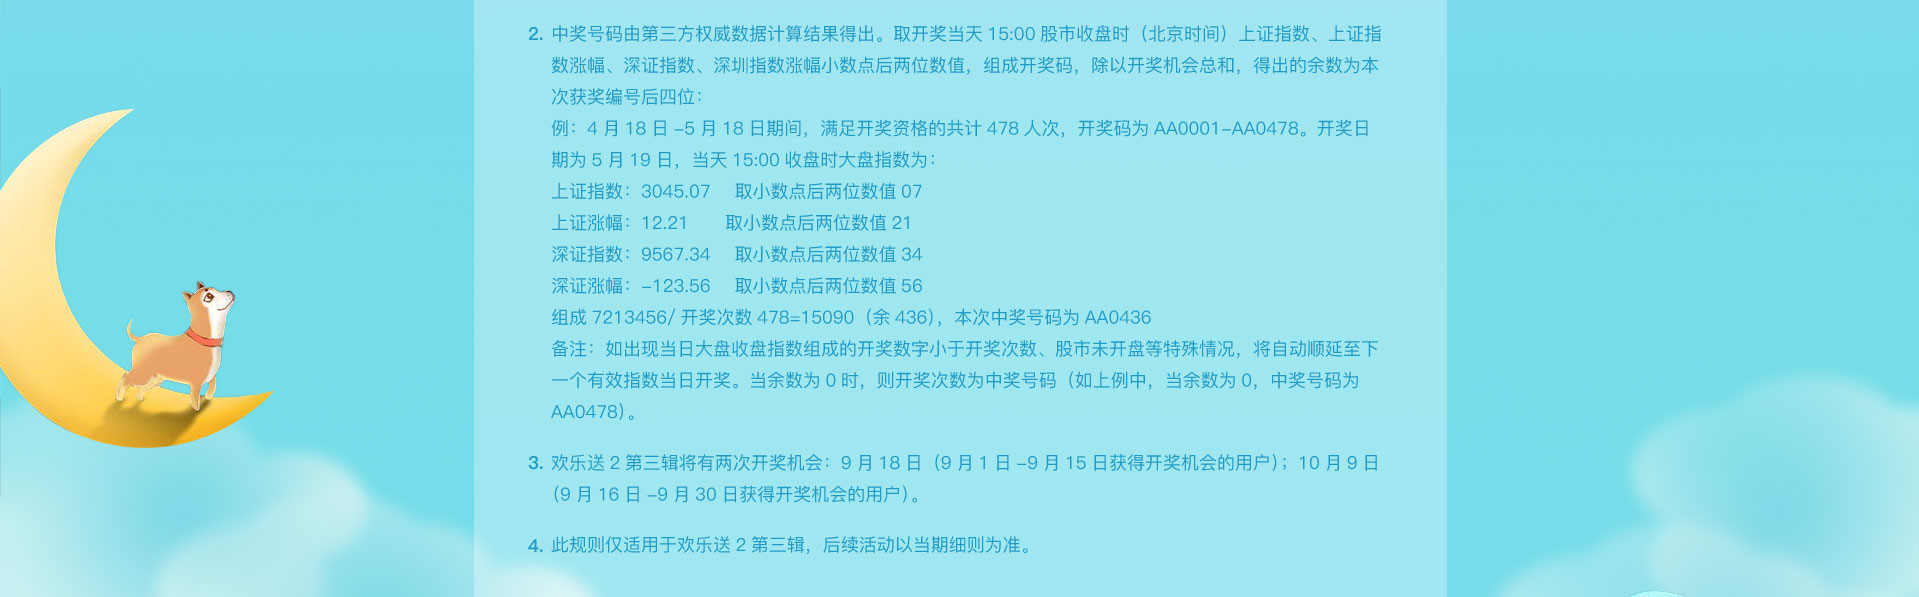 2. 中奖号码由第三方权威数据计算结果得出。取开奖当天 15:00 股市收盘时（北京时间）上证指数、上证指
数涨幅、深证指数、深圳指数涨幅小数点后两位数值，组成开奖码，除以开奖机会总和，得出的余数为本
次获奖编号后四位：
例：4 月 18 日 –5 月 18 日期间，满足开奖资格的共计 478 人次，开奖码为 AA0001–AA0478。开奖日
期为 5 月 19 日，当天 15:00 收盘时大盘指数为：
上证指数：3045.07 取小数点后两位数值 07
上证涨幅：12.21 取小数点后两位数值 21
深证指数：9567.34 取小数点后两位数值 34
深证涨幅：–123.56 取小数点后两位数值 56
组成 7213456/ 开奖次数 478=15090（余 436），本次中奖号码为 AA0436
备注：如出现当日大盘收盘指数组成的开奖数字小于开奖次数、股市未开盘等特殊情况，将自动顺延至下
一个有效指数当日开奖。当余数为 0 时，则开奖次数为中奖号码（如上例中，当余数为 0，中奖号码为
AA0478）。
3. 欢乐送 2 第三辑将有两次开奖机会：9 月 18 日（9 月 1 日 –9 月 15 日获得开奖机会的用户）；10 月 9 日
（9 月 16 日 –9 月 30 日获得开奖机会的用户）。
4. 此规则仅适用于欢乐送 2 第三辑，后续活动以当期细则为准。